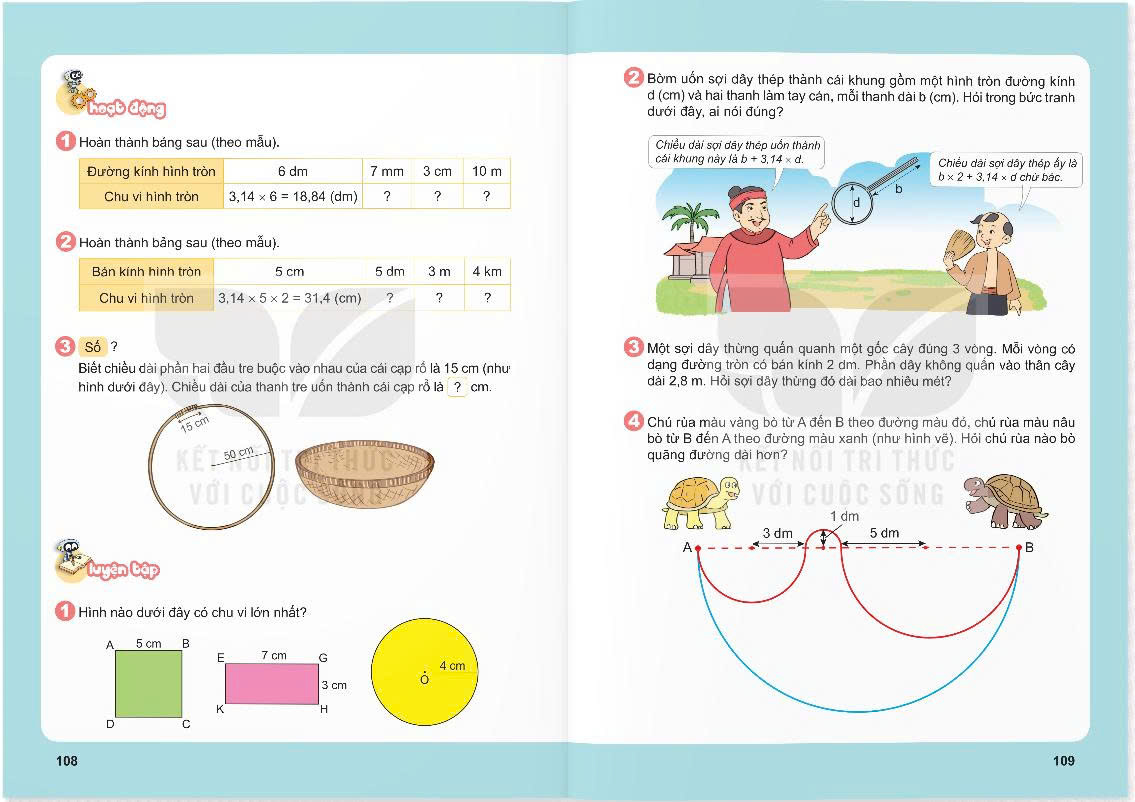 hoạt động
1 Hoàn thành bảng sau (theo mẫu).
Đường kính hình tròn 6 dm 7 mm 3 cm 10 m
Chu vi hình tròn 3,14 × 6 = 18,84 (dm) ? ? ?
2 Hoàn thành bảng sau (theo mẫu).
Bán kính hình tròn 5 cm 5 dm 3 m 4 km
Chu vi hình tròn 3,14 × 5 × 2 = 31,4 (cm) ? ? ?
3 Số ?
Biết chiều dài phần hai đầu tre buộc vào nhau của cái cạp rổ là 15 cm (như
hình dưới đây). Chiều dài của thanh tre uốn thành cái cạp rổ là ? cm.
15 cm
50 cm
luyện tập
1 Hình nào dưới đây có chu vi lớn nhất?
A 5 cm B
D C
E 7 cm G
3 cm
K H
4 cm
O
108
2 Bờm uốn sợi dây thép thành cái khung gồm một hình tròn đường kính
d (cm) và hai thanh làm tay cán, mỗi thanh dài b (cm). Hỏi trong bức tranh
dưới đây, ai nói đúng?
Chiều dài sợi dây thép uốn thành
cái khung này là b + 3,14 × d.
Chiều dài sợi dây thép ấy là
b × 2 + 3,14 × d chứ bác.
d
b
3 Một sợi dây thừng quấn quanh một gốc cây đúng 3 vòng. Mỗi vòng có
dạng đường tròn có bán kính 2 dm. Phần dây không quấn vào thân cây
dài 2,8 m. Hỏi sợi dây thừng đó dài bao nhiêu mét?
4 Chú rùa màu vàng bò từ A đến B theo đường màu đỏ, chú rùa màu nâu
bò từ B đến A theo đường màu xanh (như hình vẽ). Hỏi chú rùa nào bò
quãng đường dài hơn?
1 dm
3 dm 5 dm
A B
109
KẾT NỐI TRI THỨC
VỚI CUỘC SỐNG
KẾT NỐI TRI THỨC
VỚI CUỘC SỐNG